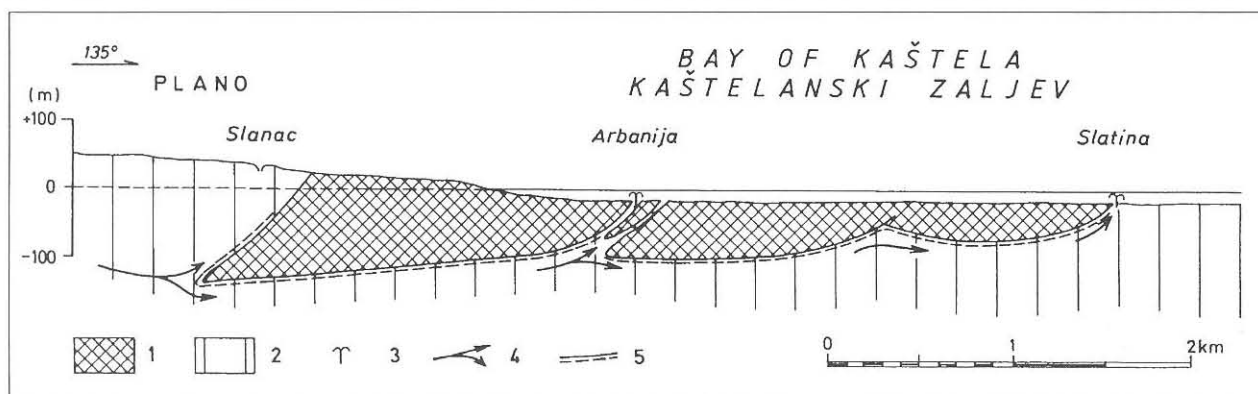 135°
BAY OF KAŠTELA
PLANO
KAŠTELANSKI ZALJEV
(m)
+100
Slanac
Arbanija
Slatina
0
-100
1 2 3 4 5
0 1 2km